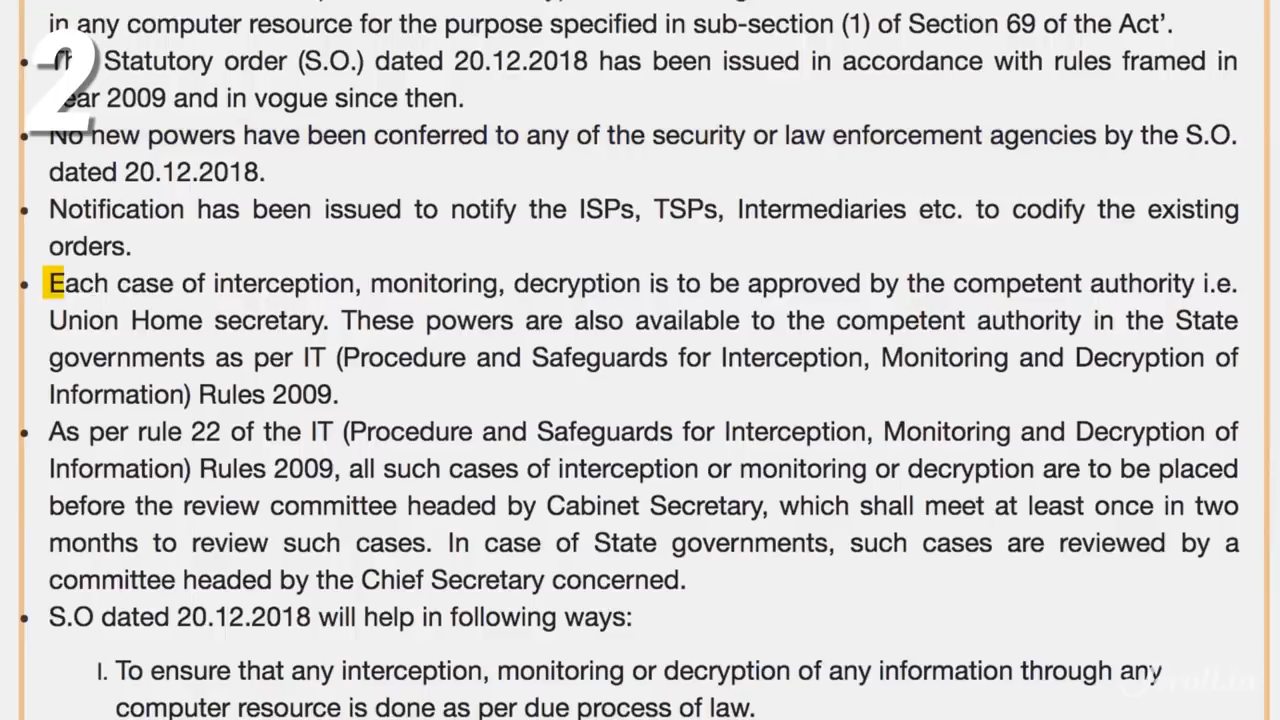 in any computer resource for the purpose specified in sub-section (1) of Section 69 of the Act'.
2
Statutory order (S.O.) dated 20.12.2018 has been issued in accordance with rules framed in
year 2009 and in vogue since then.
No new powers have been conferred to any of the security or law enforcement agencies by the S.O.
dated 20.12.2018.
Notification has been issued to notify the ISPs, TSPs, Intermediaries etc. to codify the existing
orders.
Each case of interception, monitoring, decryption is to be approved by the competent authority i.e.
Union Home secretary. These powers are also available to the competent authority in the State
governments as per IT (Procedure and Safeguards for Interception, Monitoring and Decryption of
Information) Rules 2009.
As per rule 22 of the IT (Procedure and Safeguards for Interception, Monitoring and Decryption of
Information) Rules 2009, all such cases of interception or monitoring or decryption are to be placed
before the review committee headed by Cabinet Secretary, which shall meet at least once in two
months to review such cases. In case of State governments, such cases are reviewed by a
committee headed by the Chief Secretary concerned.
S.O dated 20.12.2018 will help in following ways:
I. To ensure that any interception, monitoring or decryption of any information through any
computer resource is done as per due process of law.
Scroll.in